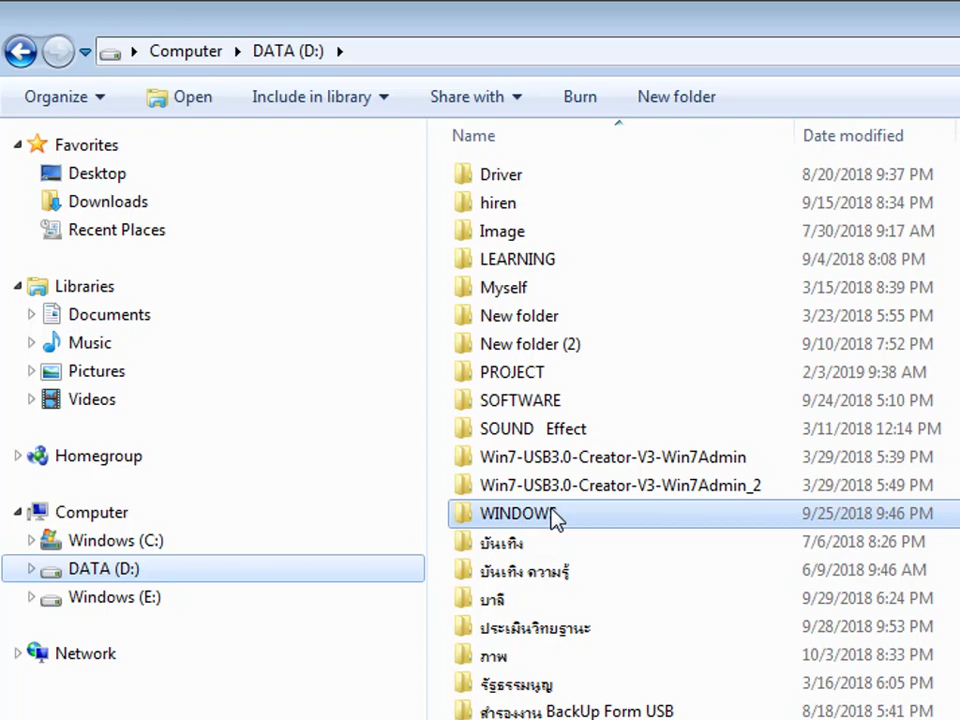 Computer DATA (D:)
Organize Open Include in library Share with Burn New folder
Name Date modified
Favorites
Desktop
Downloads
Recent Places
Libraries
Documents
Music
Pictures
Videos
Homegroup
Computer
Windows (C:)
DATA (D:)
Windows (E:)
Network
Driver 8/20/2018 9:37 PM
hiren 9/15/2018 8:34 PM
Image 7/30/2018 9:17 AM
LEARNING 9/4/2018 8:08 PM
Myself 3/15/2018 8:39 PM
New folder 3/23/2018 5:55 PM
New folder (2) 9/10/2018 7:52 PM
PROJECT 2/3/2019 9:38 AM
SOFTWARE 9/24/2018 5:10 PM
SOUND Effect 3/11/2018 12:14 PM
Win7-USB3.0-Creator-V3-Win7Admin 3/29/2018 5:39 PM
Win7-USB3.0-Creator-V3-Win7Admin_2 3/29/2018 5:49 PM
WINDOWS 9/25/2018 9:46 PM
บันเทิง 7/6/2018 8:26 PM
บันเทิง ความรู้ 6/9/2018 9:46 AM
บาลี 9/29/2018 6:24 PM
ประเมินวิทยฐานะ 9/28/2018 9:53 PM
ภาพ 10/3/2018 8:33 PM
รัฐธรรมนูญ 3/16/2018 6:05 PM
สำรองงาน BackUp Form USB 8/18/2018 5:41 PM